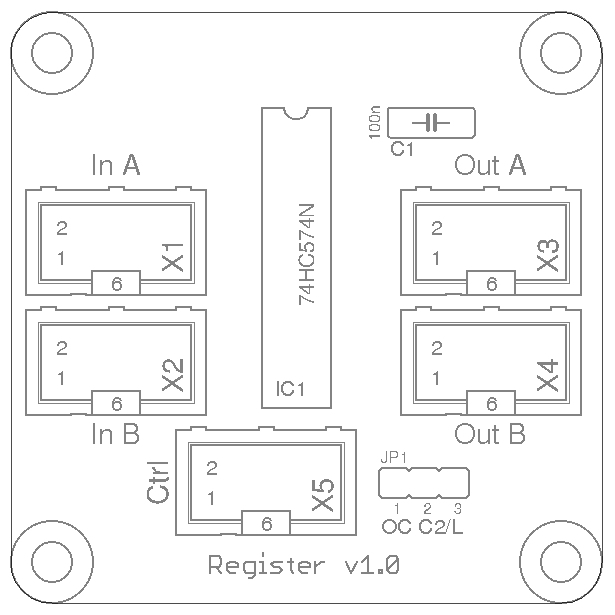 100n
C1
In A
Out A
2
1
X1
6
74HC574N
2
1
X3
6
2
1
X2
6
IC1
2
1
X4
6
In B
Out B
Ctrl
2
1
X5
6
JP1
1 2 3
OC C2/L
Register v1.0